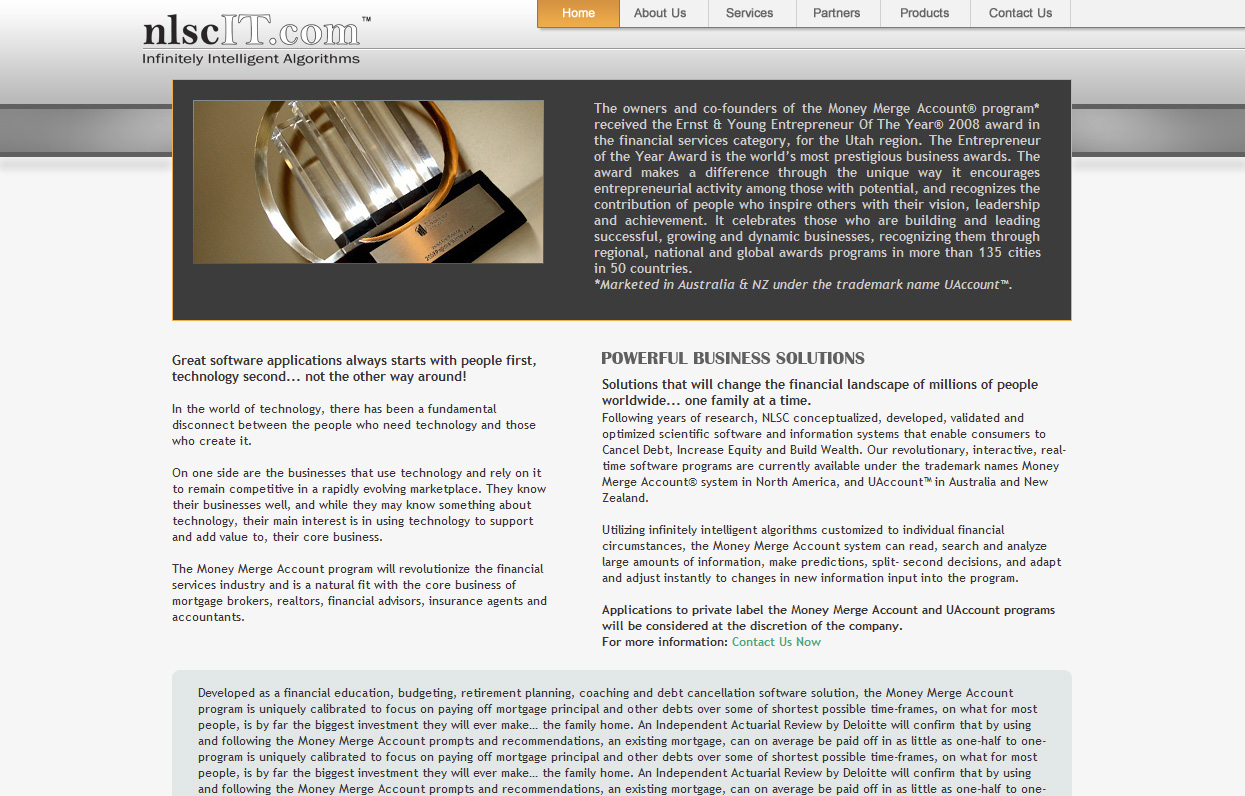 nlscIT.com™
Infinitely Intelligent Algorithms
Home
About Us
Services
Partners
Products
Contact Us
The owners and co-founders of the Money Merge Account® program*
received the Ernst & Young Entrepreneur Of The Year® 2008 award in
the financial services category, for the Utah region. The Entrepreneur
of the Year Award is the world's most prestigious business awards. The
award makes a difference through the unique way it encourages
entrepreneurial activity among those with potential, and recognizes the
contribution of people who inspire others with their vision, leadership
and achievement. It celebrates those who are building and leading
successful, growing and dynamic businesses, recognizing them through
regional, national and global awards programs in more than 135 cities
in 50 countries.
*Marketed in Australia & NZ under the trademark name UAccount™.
Great software applications always starts with people first,
technology second... not the other way around!
In the world of technology, there has been a fundamental
disconnect between the people who need technology and those
who create it.
On one side are the businesses that use technology and rely on it
to remain competitive in a rapidly evolving marketplace. They know
their businesses well, and while they may know something about
technology, their main interest is in using technology to support
and add value to, their core business.
The Money Merge Account program will revolutionize the financial
services industry and is a natural fit with the core business of
mortgage brokers, realtors, financial advisors, insurance agents and
accountants.
POWERFUL BUSINESS SOLUTIONS
Solutions that will change the financial landscape of millions of people
worldwide... one family at a time.
Following years of research, NLSC conceptualized, developed, validated and
optimized scientific software and information systems that enable consumers to
Cancel Debt, Increase Equity and Build Wealth. Our revolutionary, interactive, real-
time software programs are currently available under the trademark names Money
Merge Account® system in North America, and UAccount™ in Australia and New
Zealand.
Utilizing infinitely intelligent algorithms customized to individual financial
circumstances, the Money Merge Account system can read, search and analyze
large amounts of information, make predictions, split- second decisions, and adapt
and adjust instantly to changes in new information input into the program.
Applications to private label the Money Merge Account and UAccount programs
will be considered at the discretion of the company.
For more information: Contact Us Now
Developed as a financial education, budgeting, retirement planning, coaching and debt cancellation software solution, the Money Merge Account
program is uniquely calibrated to focus on paying off mortgage principal and other debts over some of shortest possible time-frames, on what for most
people, is by far the biggest investment they will ever make... the family home. An Independent Actuarial Review by Deloitte will confirm that by using
and following the Money Merge Account prompts and recommendations, an existing mortgage, can on average be paid off in as little as one-half to one-
program is uniquely calibrated to focus on paying off mortgage principal and other debts over some of shortest possible time-frames, on what for most
people, is by far the biggest investment they will ever make... the family home. An Independent Actuarial Review by Deloitte will confirm that by using
and following the Money Merge Account prompts and recommendations, an existing mortgage, can on average be paid off in as little as one-half to one-